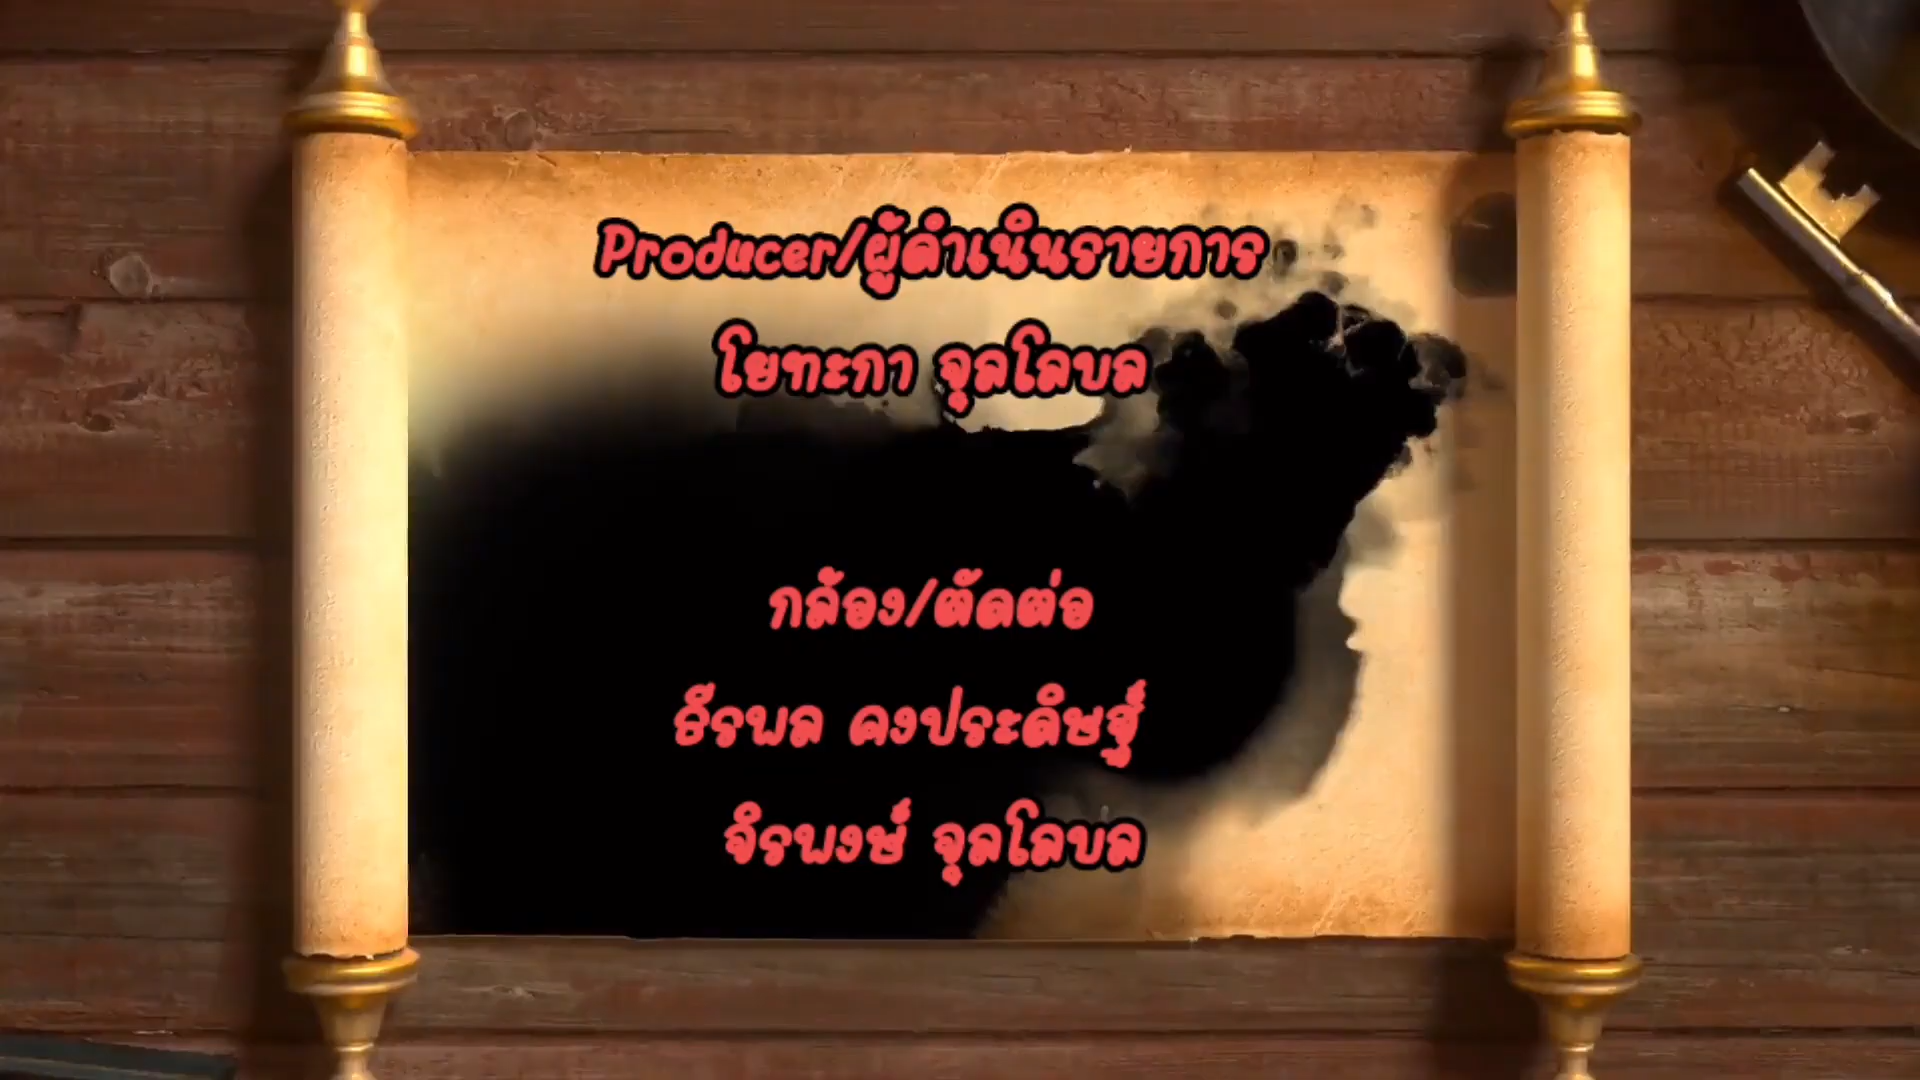 Producer/ผู้ดำเนินรายการ
โยทะกา จุลโลบล
กล้อง/ตัดต่อ
ธีรพล คงประดิษฐ์
จิรพงษ์ จุลโลบล